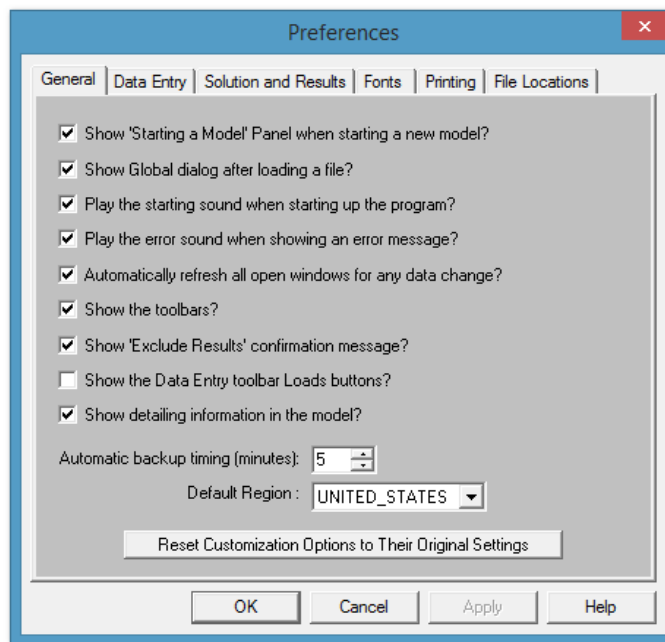 Preferences
General Data Entry Solution and Results Fonts Printing File Locations
Show 'Starting a Model' Panel when starting a new model?
Show Global dialog after loading a file?
Play the starting sound when starting up the program?
Play the error sound when showing an error message?
Automatically refresh all open windows for any data change?
Show the toolbars?
Show 'Exclude Results' confirmation message?
Show the Data Entry toolbar Loads buttons?
Show detailing information in the model?
Automatic backup timing (minutes): 5
Default Region : UNITED_STATES
Reset Customization Options to Their Original Settings
OK Cancel Apply Help